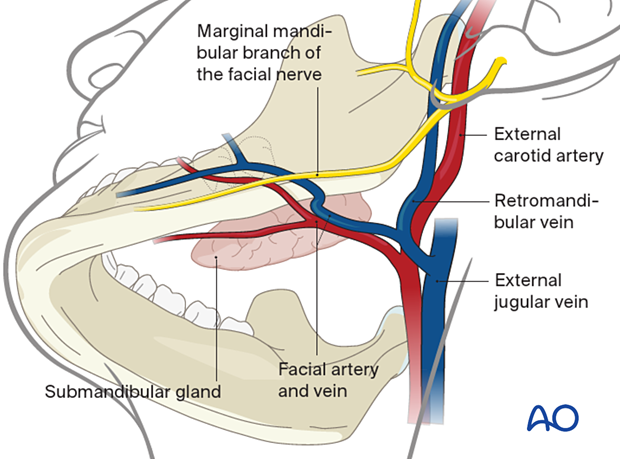 Marginal mandi-
bular branch of
the facial nerve
External
carotid artery
Retromandi-
bular vein
External
jugular vein
Facial artery
and vein
Submandibular gland
AO